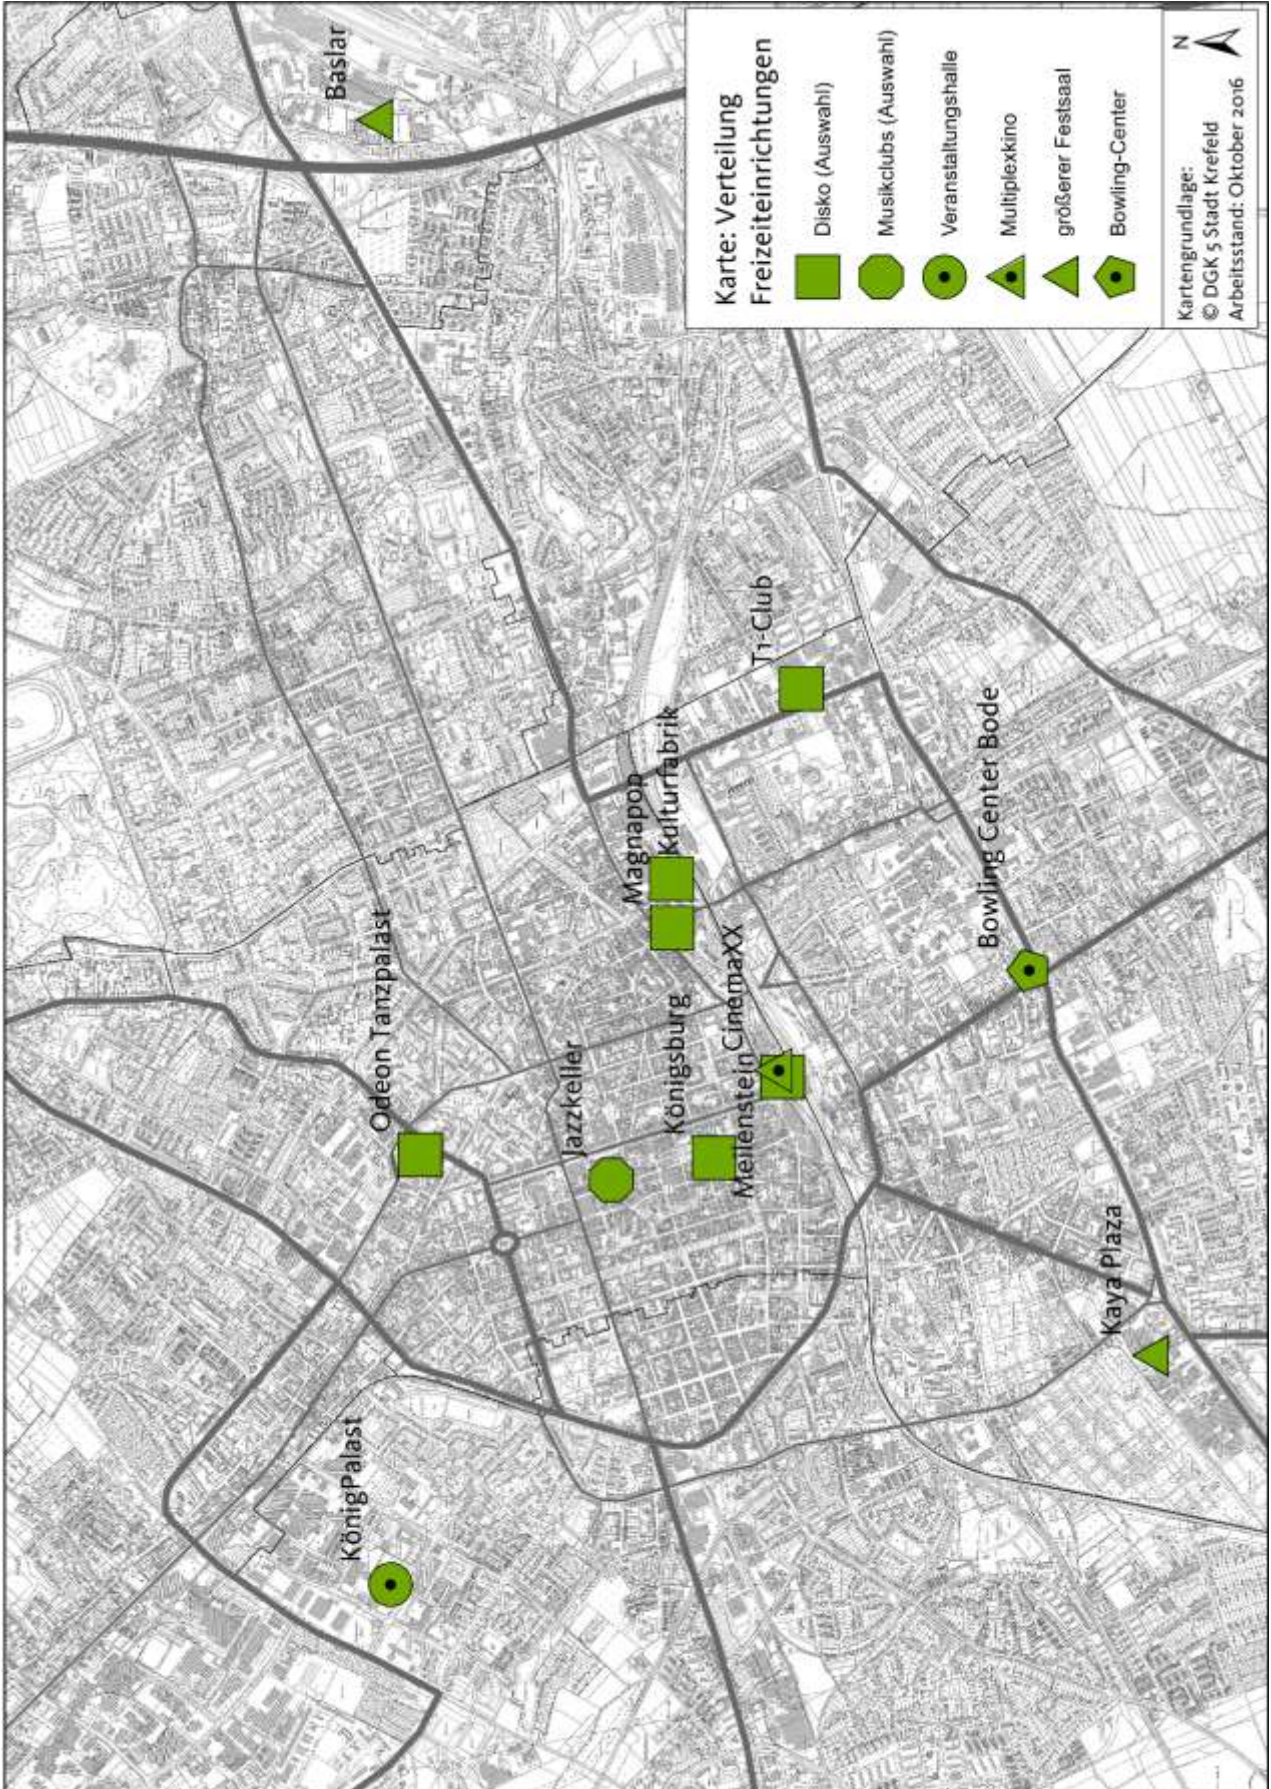 KönigPalast
Odeon Tanzpalast
Baslar
Jazzkeller
Magnapop
Kulturfabrik
Königsburg
Meilenstein
CinemaXX
T1-Club
Bowling Center Bode
Kaya Plaza
Karte: Verteilung
Freizeiteinrichtungen
Disko (Auswahl)
Musikclubs (Auswahl)
Veranstaltungshalle
Multiplexkino
größerer Festsaal
Bowling-Center
Kartengrundlage:
© DGK 5 Stadt Krefeld
Arbeitsstand: Oktober 2016
N